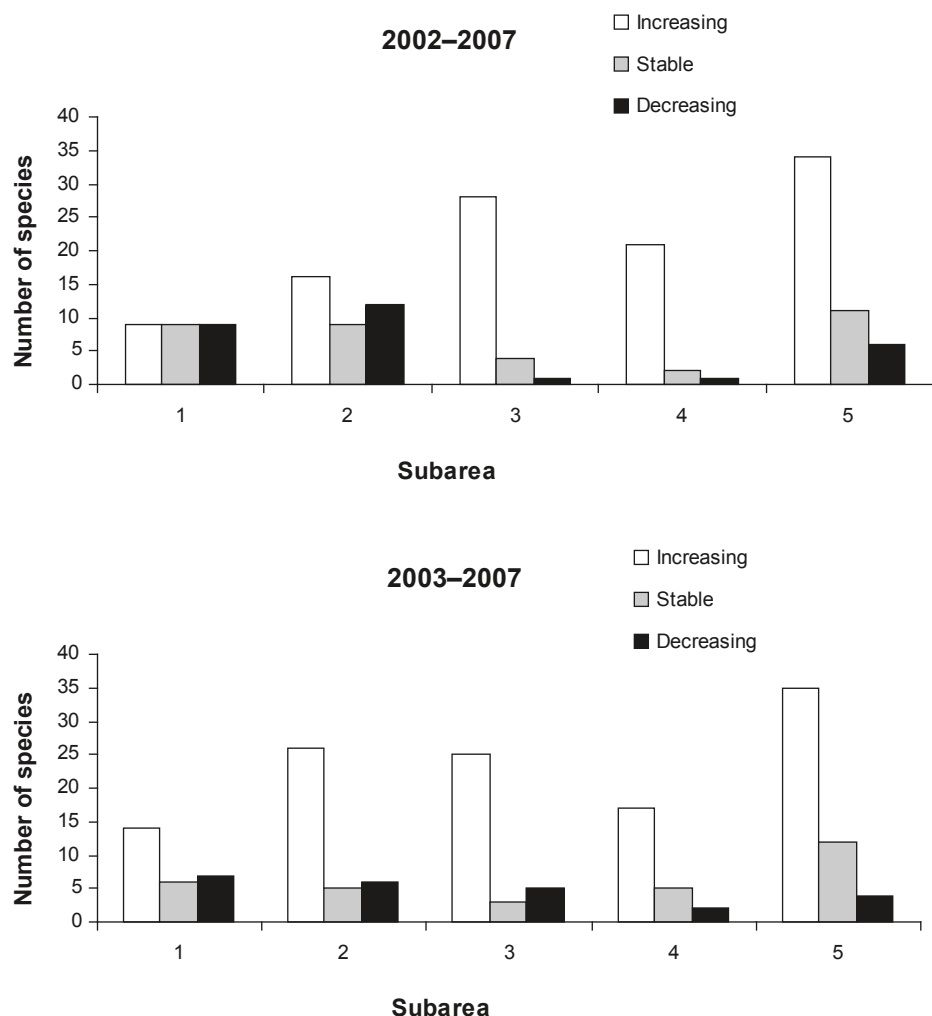 2002–2007
Increasing
Stable
Decreasing
Number of species
40
35
30
25
20
15
10
5
0
1 2 3 4 5
Subarea
2003–2007
Increasing
Stable
Decreasing
Number of species
40
35
30
25
20
15
10
5
0
1 2 3 4 5
Subarea